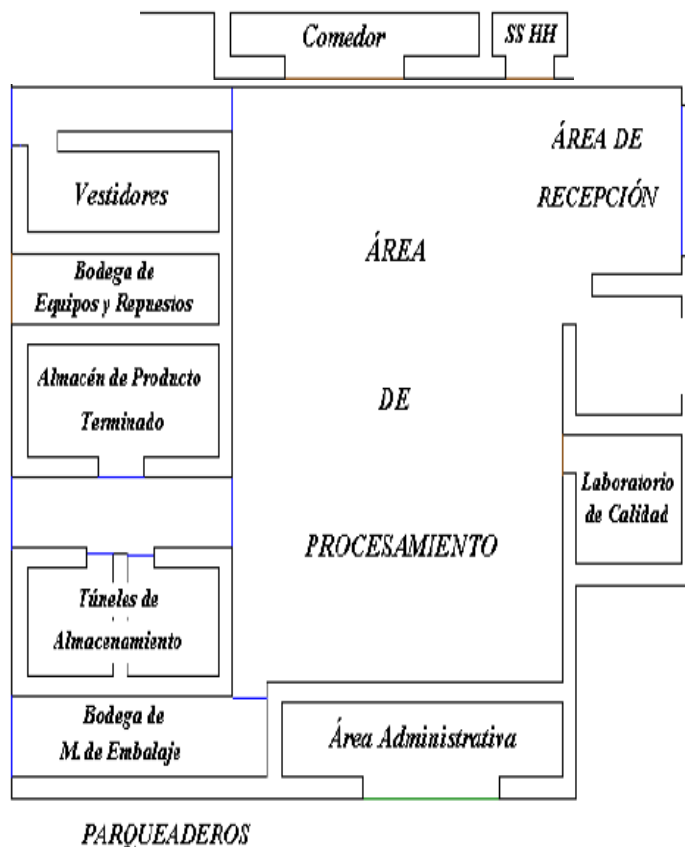 Comedor
SS HH
ÁREA DE
RECEPCIÓN
Vestidores
ÁREA
Bodega de
Equipos y Repuestos
Almacén de Producto
Terminado
DE
Laboratorio
de Calidad
PROCESAMIENTO
Túneles de
Almacenamiento
Bodega de
M. de Embalaje
Área Administrativa
PARQUEADEROS